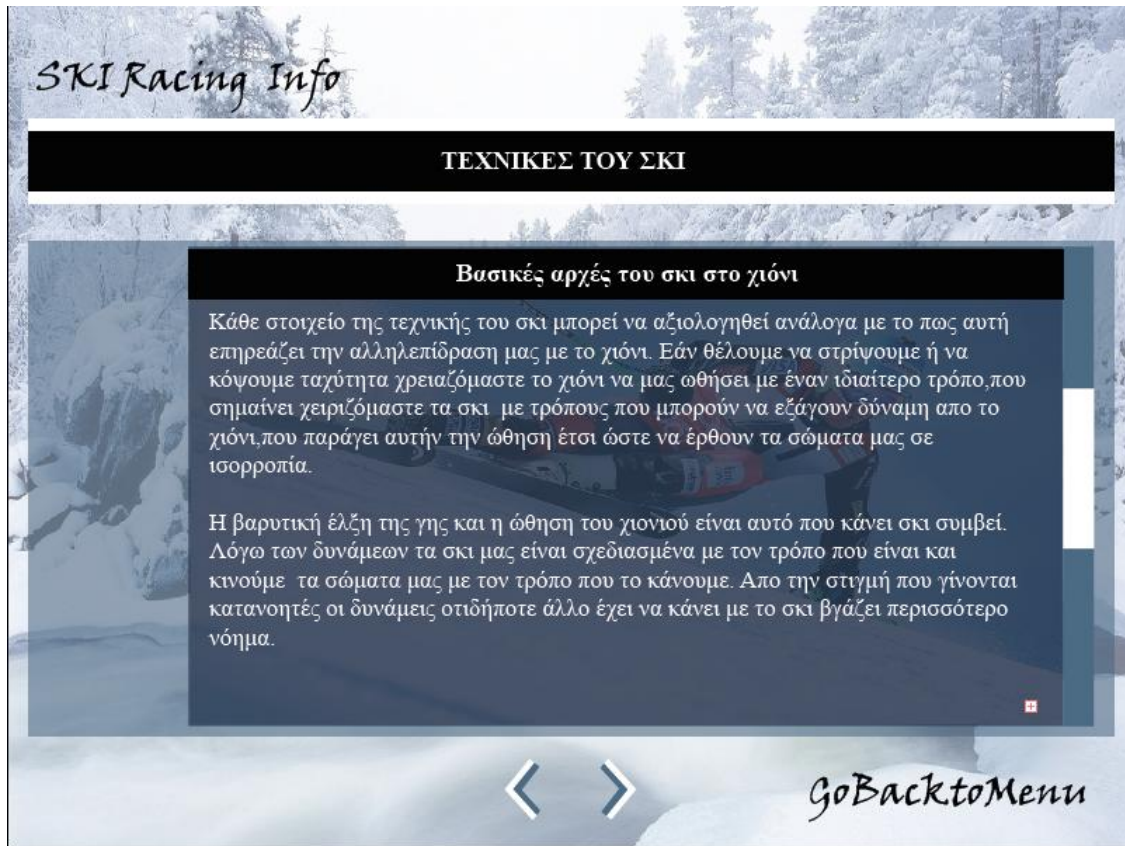 SKI Racing Info
ΤΕΧΝΙΚΕΣ ΤΟΥ ΣΚΙ
Βασικές αρχές του σκι στο χιόνι
Κάθε στοιχείο της τεχνικής του σκι μπορεί να αξιολογηθεί ανάλογα με το πως αυτή
επηρεάζει την αλληλεπίδραση μας με το χιόνι. Εάν θέλουμε να στρίψουμε ή να
κόψουμε ταχύτητα χρειαζόμαστε το χιόνι να μας ωθήσει με έναν ιδιαίτερο τρόπο,που
σημαίνει χειριζόμαστε τα σκι  με τρόπους που μπορούν να εξάγουν δύναμη απο το
χιόνι,που παράγει αυτήν την ώθηση έτσι ώστε να έρθουν τα σώματα μας σε
ισορροπία.
Η βαρυτική έλξη της γης και η ώθηση του χιονιού είναι αυτό που κάνει σκι συμβεί.
Λόγω των δυνάμεων τα σκι μας είναι σχεδιασμένα με τον τρόπο που είναι και
κινούμε  τα σώματα μας με τον τρόπο που το κάνουμε. Απο την στιγμή που γίνονται
κατανοητές οι δυνάμεις οτιδήποτε άλλο έχει να κάνει με το σκι βγάζει περισσότερο
νόημα.
GoBacktoMenu